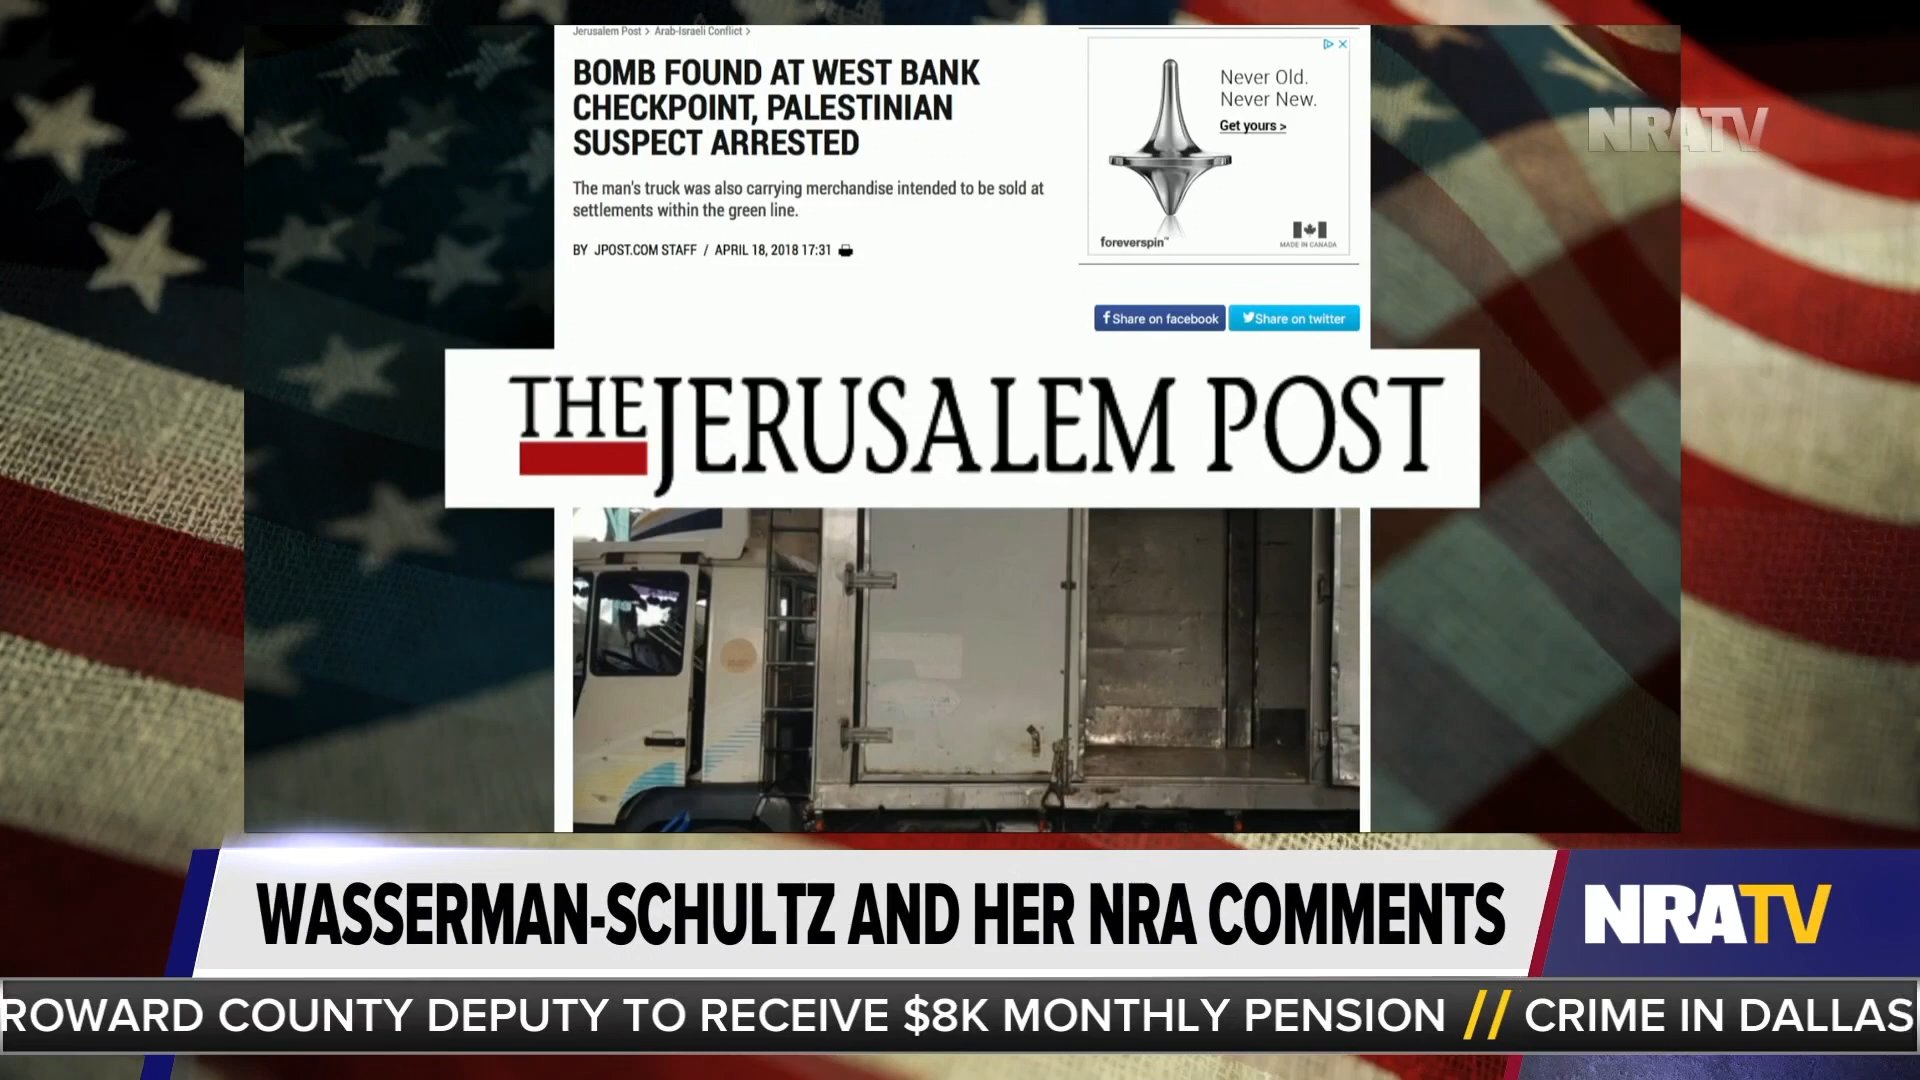 Jerusalem Post > Arab-Israeli Conflict >
BOMB FOUND AT WEST BANK
CHECKPOINT, PALESTINIAN
SUSPECT ARRESTED
The man's truck was also carrying merchandise intended to be sold at
settlements within the green line.
BY JPOST.COM STAFF / APRIL 18, 2018 17:31
Never Old.
Never New.
Get yours >
foreverspin™
MADE IN CANADA
NRATV
Share on facebook
Share on twitter
THE JERUSALEM POST
WASSERMAN-SCHULTZ AND HER NRA COMMENTS
NRATV
ROWARD COUNTY DEPUTY TO RECEIVE $8K MONTHLY PENSION // CRIME IN DALLAS